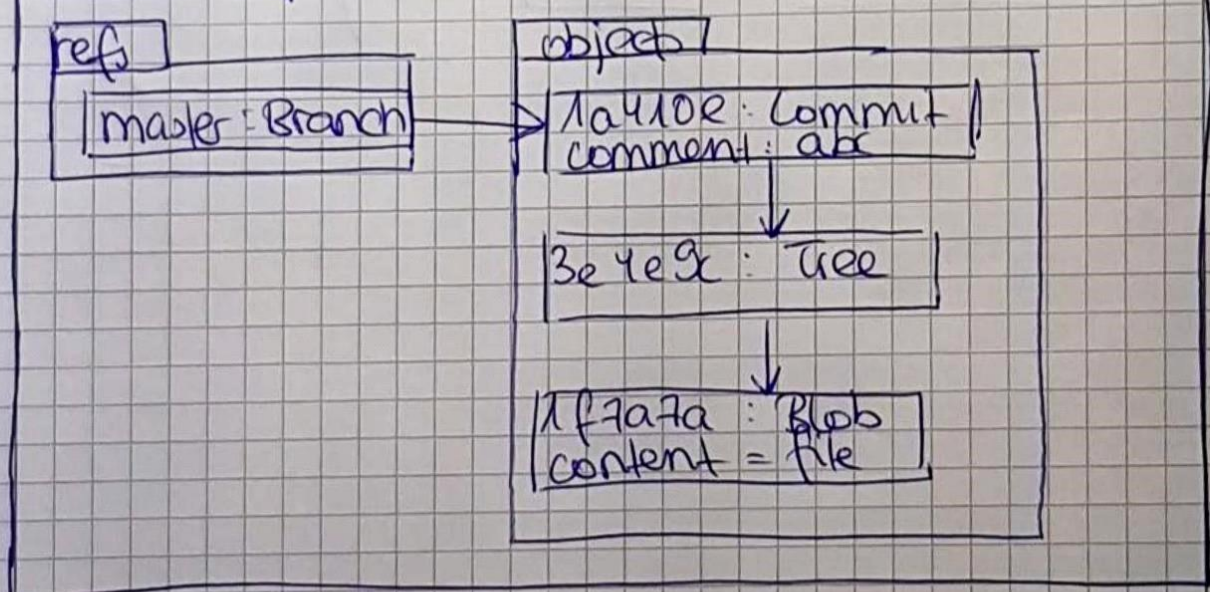 refs
master : Branch
objects
1a410e : Commit
comment : abc
3e4e9c : Tree
1f7a7a : Blob
content = file